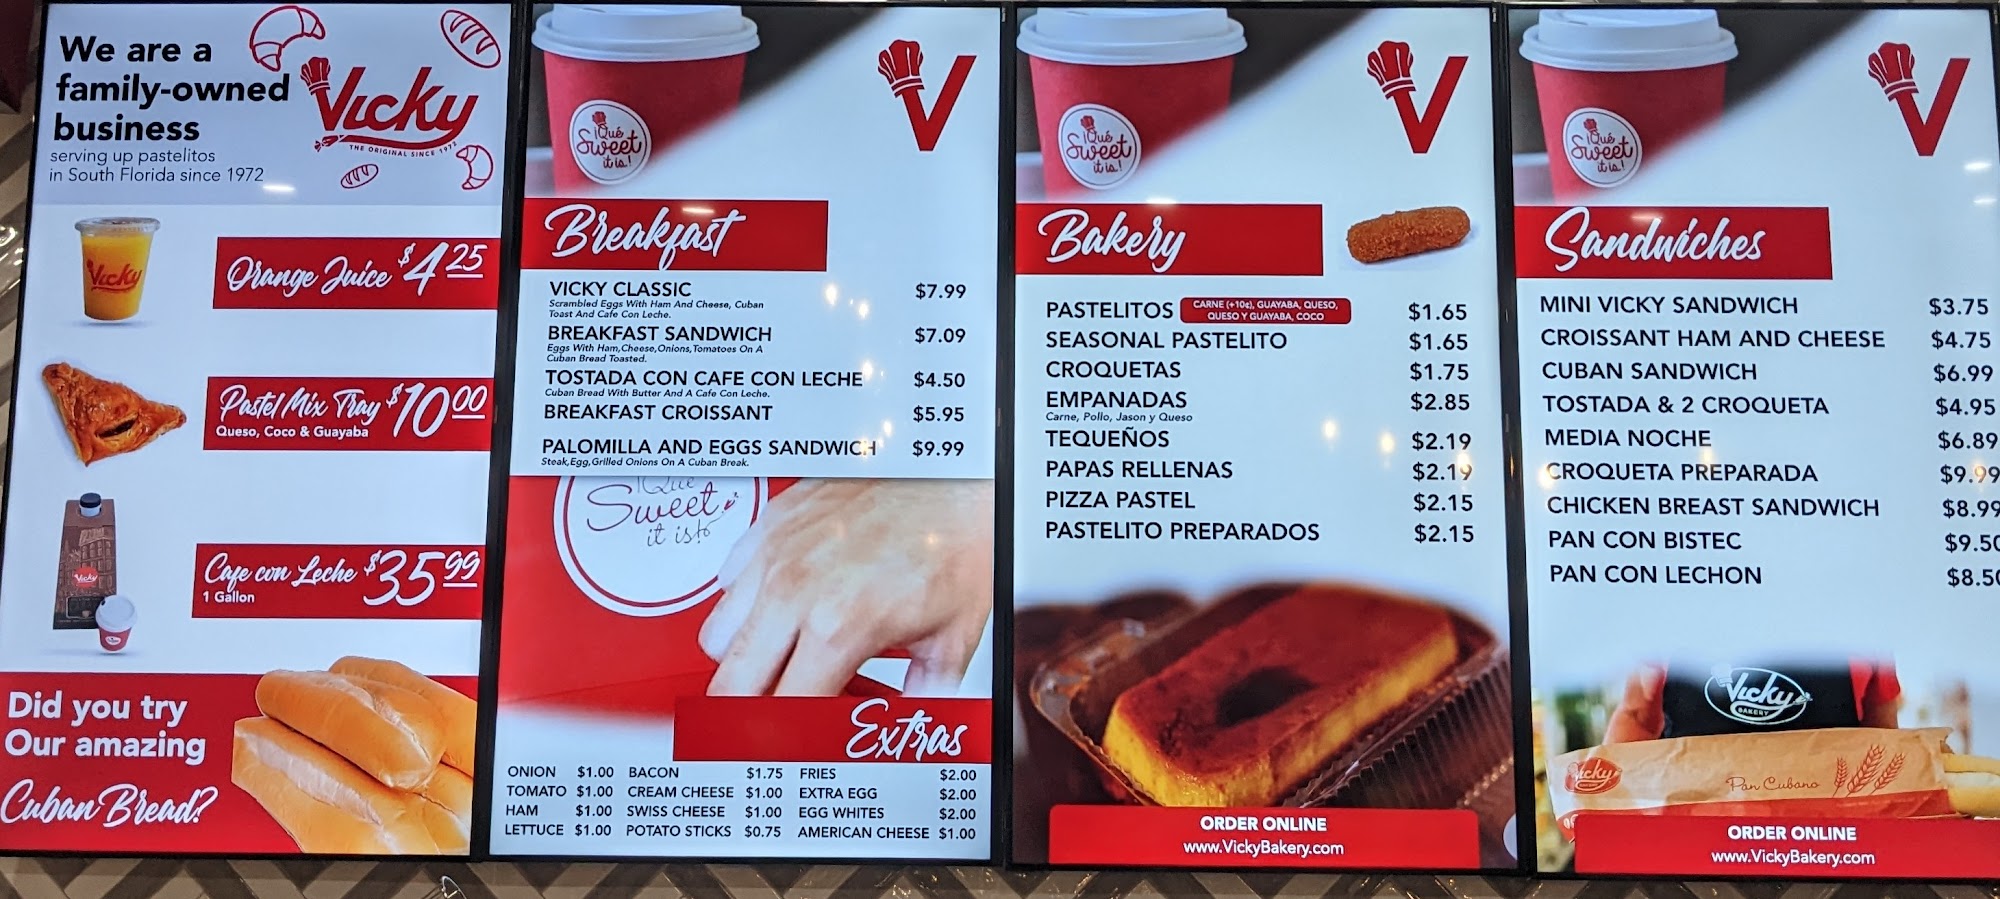 We are a
family-owned
business
serving up pastelitos
in South Florida since 1972
Vicky
THE ORIGINAL SINCE 1972
Vicky
Orange Juice $4.25
Pastel Mix Tray $10.00
Queso, Coco & Guayaba
Vicky
Cafe con Leche $35.99
1 Gallon
Did you try
Our amazing
Cuban Bread?
¡Qué
Sweet
it is!
V
Breakfast
VICKY CLASSIC $7.99
Scrambled Eggs With Ham And Cheese, Cuban
Toast And Cafe Con Leche.
BREAKFAST SANDWICH $7.09
Eggs With Ham,Cheese,Onions,Tomatoes On A
Cuban Bread Toasted.
TOSTADA CON CAFE CON LECHE $4.50
Cuban Bread With Butter And A Cafe Con Leche.
BREAKFAST CROISSANT $5.95
PALOMILLA AND EGGS SANDWICH $9.99
Steak,Egg,Grilled Onions On A Cuban Break.
¡Qué
Sweet
it is!
Extras
ONION $1.00 BACON $1.75 FRIES $2.00
TOMATO $1.00 CREAM CHEESE $1.00 EXTRA EGG $2.00
HAM $1.00 SWISS CHEESE $1.00 EGG WHITES $2.00
LETTUCE $1.00 POTATO STICKS $0.75 AMERICAN CHEESE $1.00
¡Qué
Sweet
it is!
V
Bakery
PASTELITOS CARNE (+10¢), GUAYABA, QUESO, $1.65
QUESO Y GUAYABA, COCO
SEASONAL PASTELITO $1.65
CROQUETAS $1.75
EMPANADAS $2.85
Carne, Pollo, Jason y Queso
TEQUEÑOS $2.19
PAPAS RELLENAS $2.19
PIZZA PASTEL $2.15
PASTELITO PREPARADOS $2.15
ORDER ONLINE
www.VickyBakery.com
¡Qué
Sweet
it is!
V
Sandwiches
MINI VICKY SANDWICH $3.75
CROISSANT HAM AND CHEESE $4.75
CUBAN SANDWICH $6.99
TOSTADA & 2 CROQUETA $4.95
MEDIA NOCHE $6.89
CROQUETA PREPARADA $9.99
CHICKEN BREAST SANDWICH $8.99
PAN CON BISTEC $9.50
PAN CON LECHON $8.50
Vicky
BAKERY
Vicky
Pan Cubano
ORDER ONLINE
www.VickyBakery.com